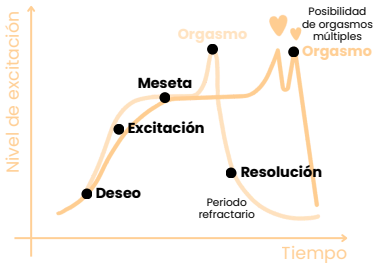 Posibilidad
de orgasmos
múltiples
Orgasmo
Orgasmo
Meseta
Excitación
Resolución
Deseo
Periodo
refractario
Nivel de excitación
Tiempo